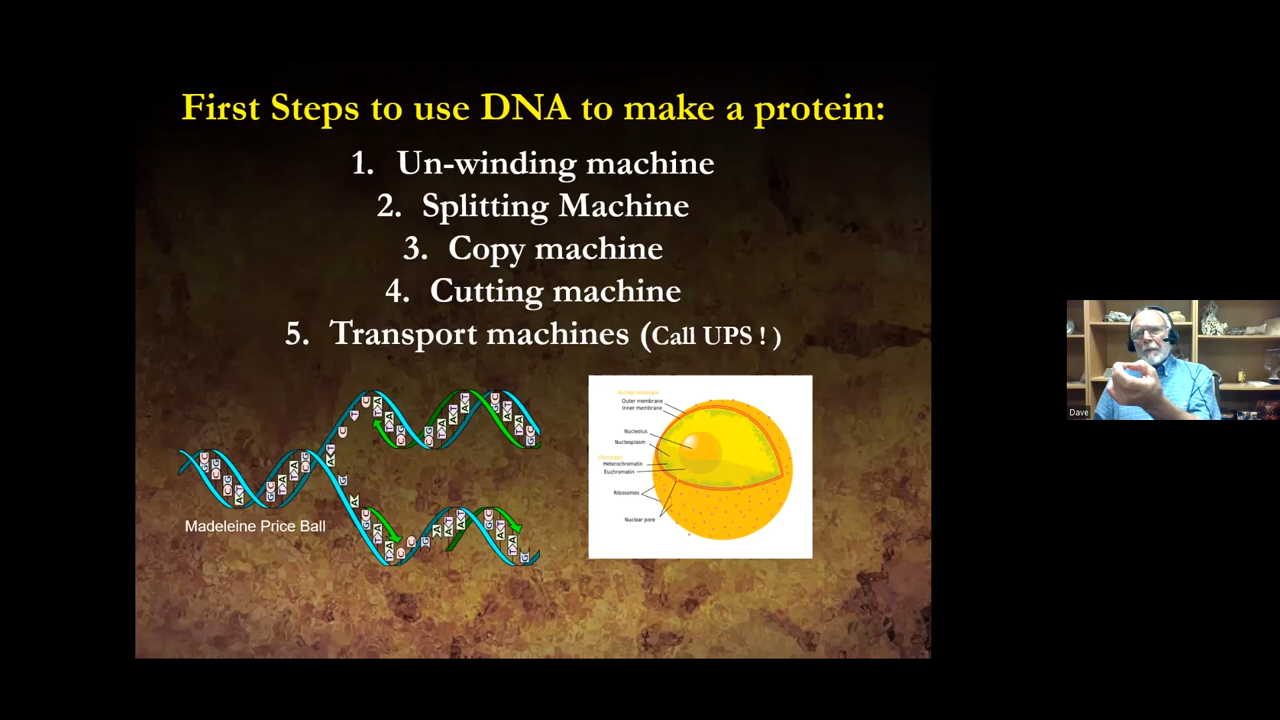 First Steps to use DNA to make a protein:
1. Un-winding machine
2. Splitting Machine
3. Copy machine
4. Cutting machine
5. Transport machines (Call UPS ! )
Madeleine Price Ball
Nuclear envelope
Outer membrane
Inner membrane
Nucleolus
Nucleoplasm
Heterochromatin
Euchromatin
Ribosomes
Nuclear pore
Dave